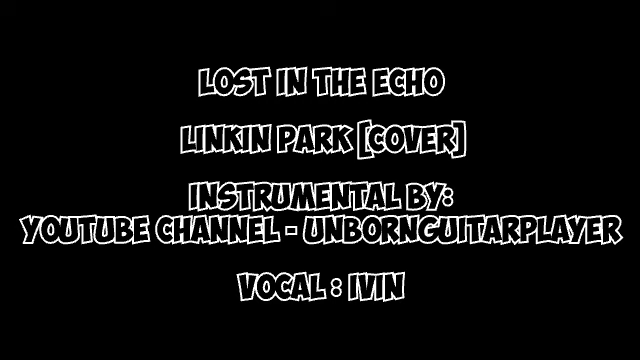 LOST IN THE ECHO
LINKIN PARK [COVER]
INSTRUMENTAL BY:
YOUTUBE CHANNEL - UNBORNGUITARPLAYER
VOCAL : IVIN